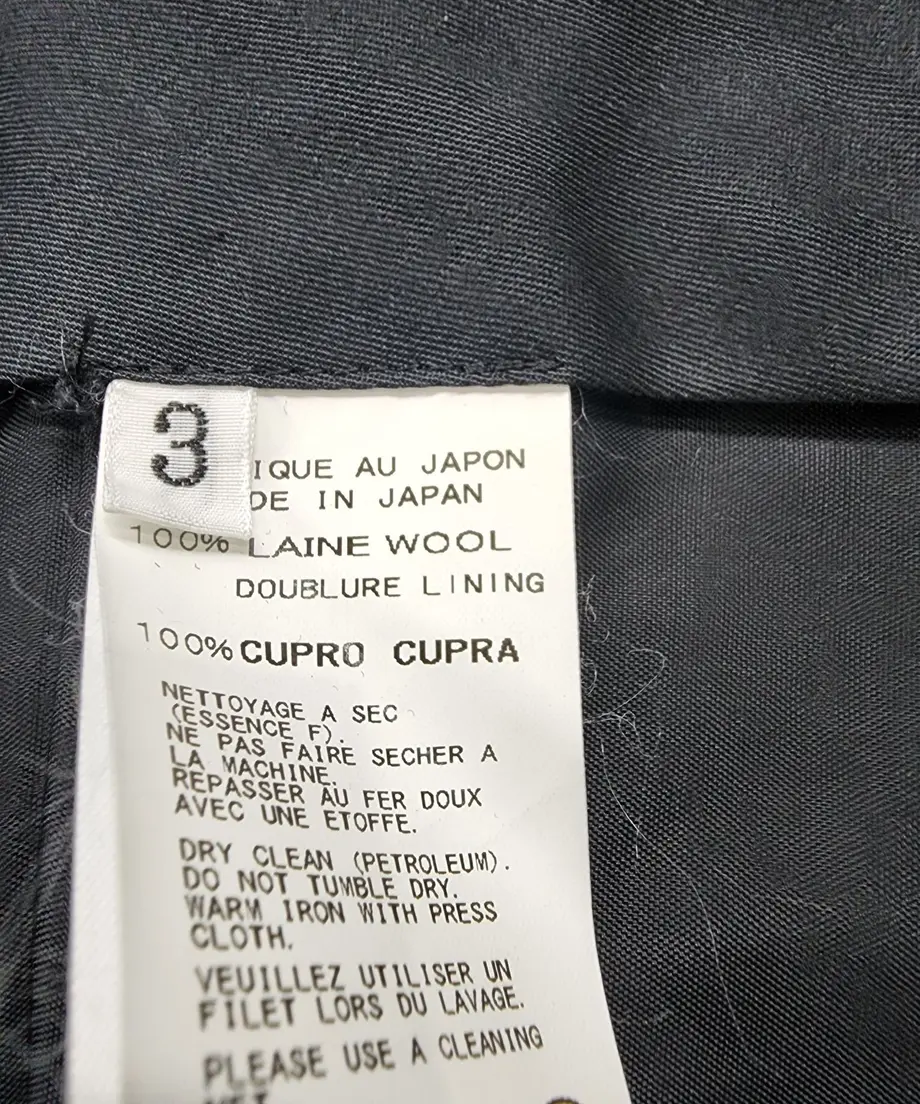 3
IQUE AU JAPON
DE IN JAPAN
100% LAINE WOOL
DOUBLURE LINING
100% CUPRO CUPRA
NETTOYAGE A SEC
(ESSENCE F).
NE PAS FAIRE SECHER A
LA MACHINE.
REPASSER AU FER DOUX
AVEC UNE ETOFFE.
DRY CLEAN (PETROLEUM).
DO NOT TUMBLE DRY.
WARM IRON WITH PRESS
CLOTH.
VEUILLEZ UTILISER UN
FILET LORS DU LAVAGE.
PLEASE USE A CLEANING